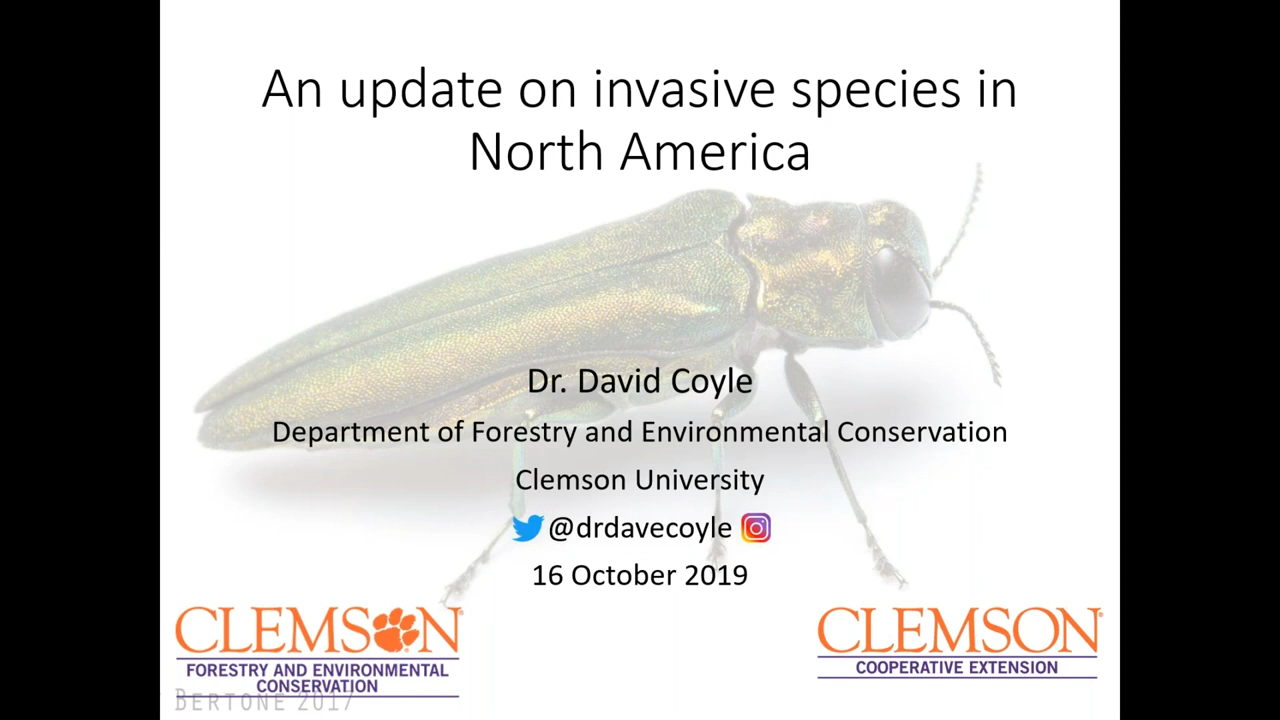 An update on invasive species in
North America
Dr. David Coyle
Department of Forestry and Environmental Conservation
Clemson University
@drdavecoyle
16 October 2019
CLEMSON®
FORESTRY AND ENVIRONMENTAL
CONSERVATION
BERTONE 2017
CLEMSON®
COOPERATIVE EXTENSION